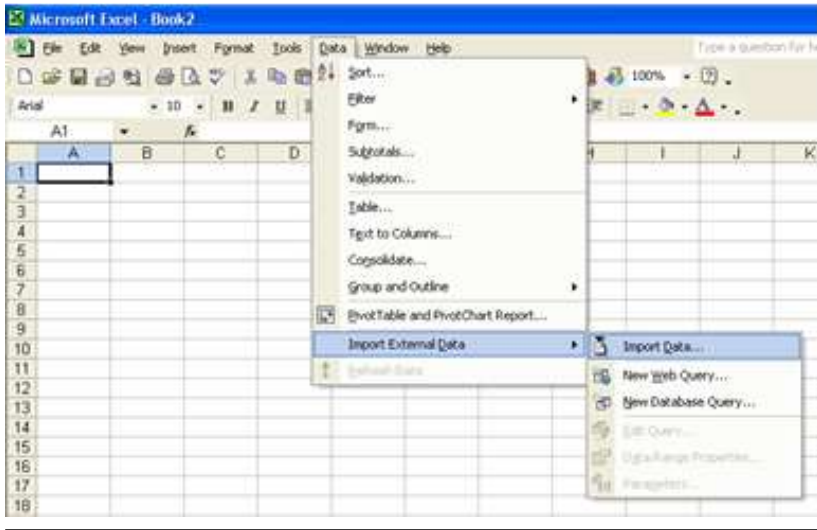 Microsoft Excel - Book2
File Edit View Insert Format Tools Data Window Help Type a question for he
100%
Arial 10 B I U
A1 fx
A B C D H I J K
1
2
3
4
5
6
7
8
9
10
11
12
13
14
15
16
17
18
Sort...
Filter
Form...
Subtotals...
Validation...
Table...
Text to Columns...
Consolidate...
Group and Outline
PivotTable and PivotChart Report...
Import External Data
Refresh Data
Import Data...
New Web Query...
New Database Query...
Edit Query...
Data Range Properties...
Parameters...